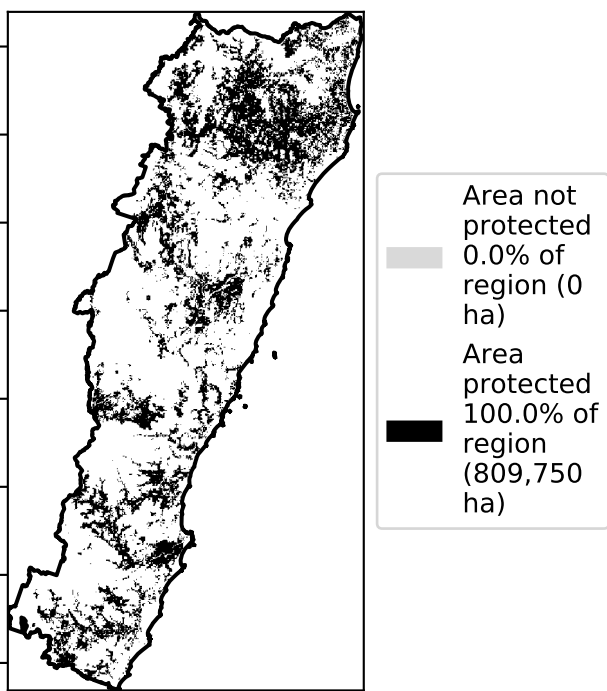 Area not
protected
0.0% of
region (0
ha)
Area
protected
100.0% of
region
(809,750
ha)